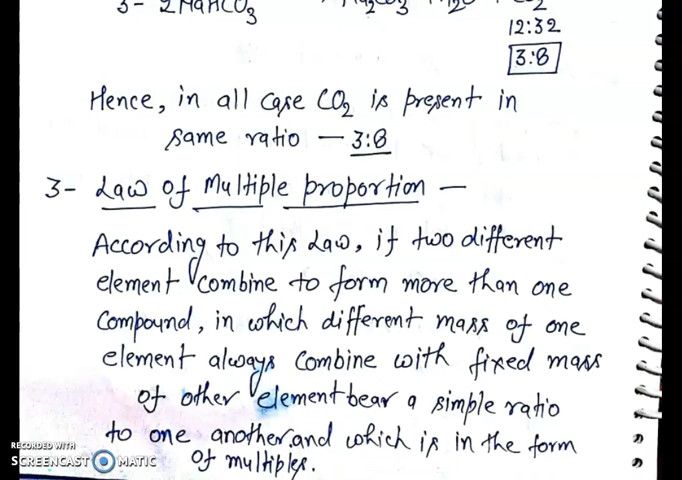 3- 2NaHCO3
12:32
3:8
Hence, in all case CO2 is present in
same ratio — 3:8
3- Law of Multiple proportion —
According to this Law, if two different
element combine to form more than one
Compound, in which different mass of one
element always combine with fixed mass
of other element bear a simple ratio
to one another, and which is in the form
of multiples.
RECORDED WITH
SCREENCAST MATIC